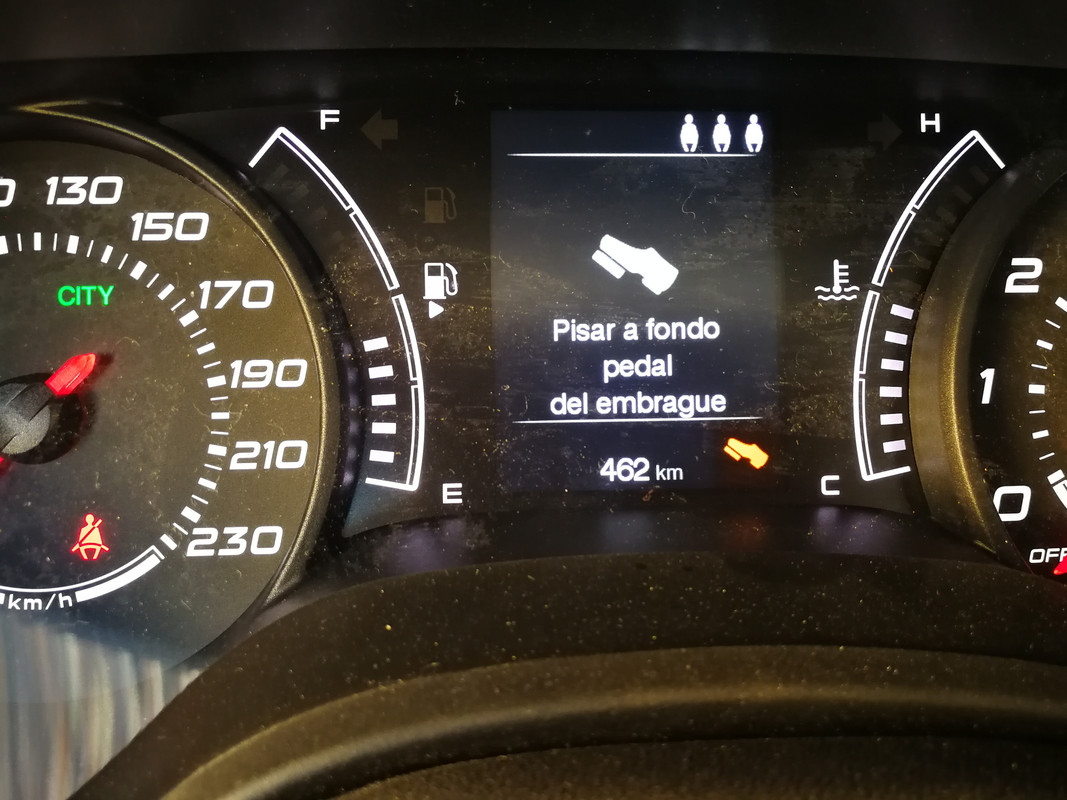 F
H
130
150
CITY
170
2
Pisar a fondo
pedal
del embrague
190
1
210
462 km
E
C
0
230
OFF
km/h